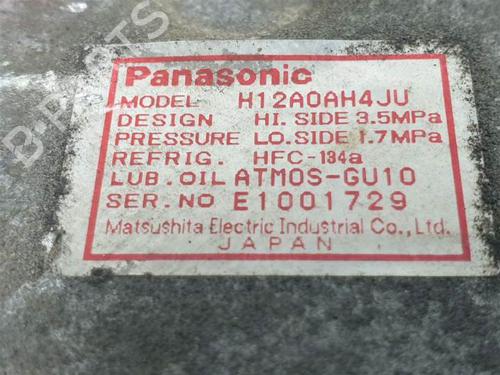 Panasonic
MODEL H12A0AH4JU
DESIGN HI. SIDE 3.5MPa
PRESSURE LO. SIDE 1.7MPa
REFRIG. HFC-134a
LUB. OIL ATMOS-GU10
SER. NO E1001729
Matsushita Electric Industrial Co., Ltd.
JAPAN